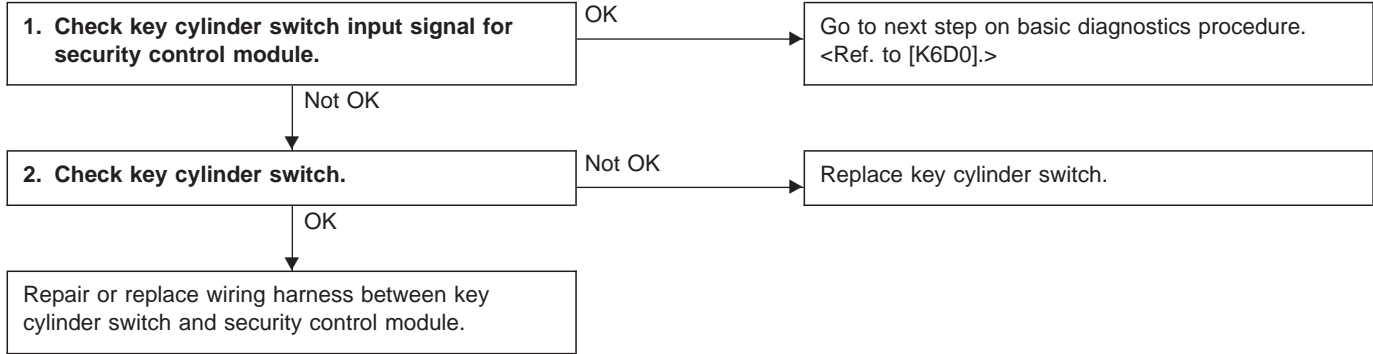 1. Check key cylinder switch input signal for
security control module.
OK
Go to next step on basic diagnostics procedure.
<Ref. to [K6D0].>
Not OK
2. Check key cylinder switch.
Not OK
Replace key cylinder switch.
OK
Repair or replace wiring harness between key
cylinder switch and security control module.